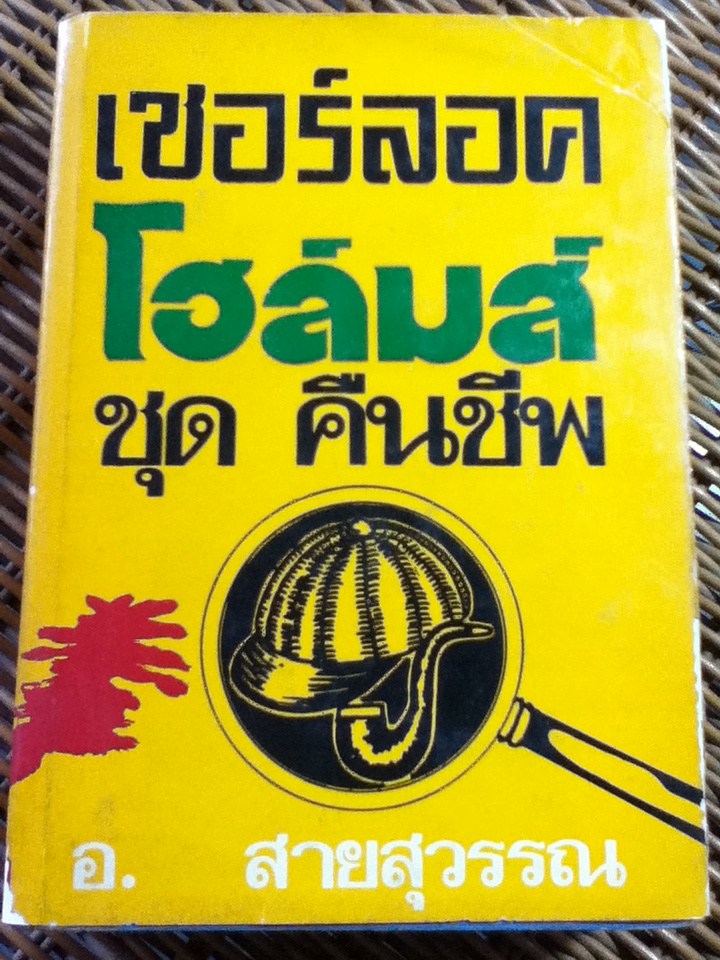 เชอร์ลอค
โฮล์มส์
ชุด คืนชีพ
อ. สายสุวรรณ